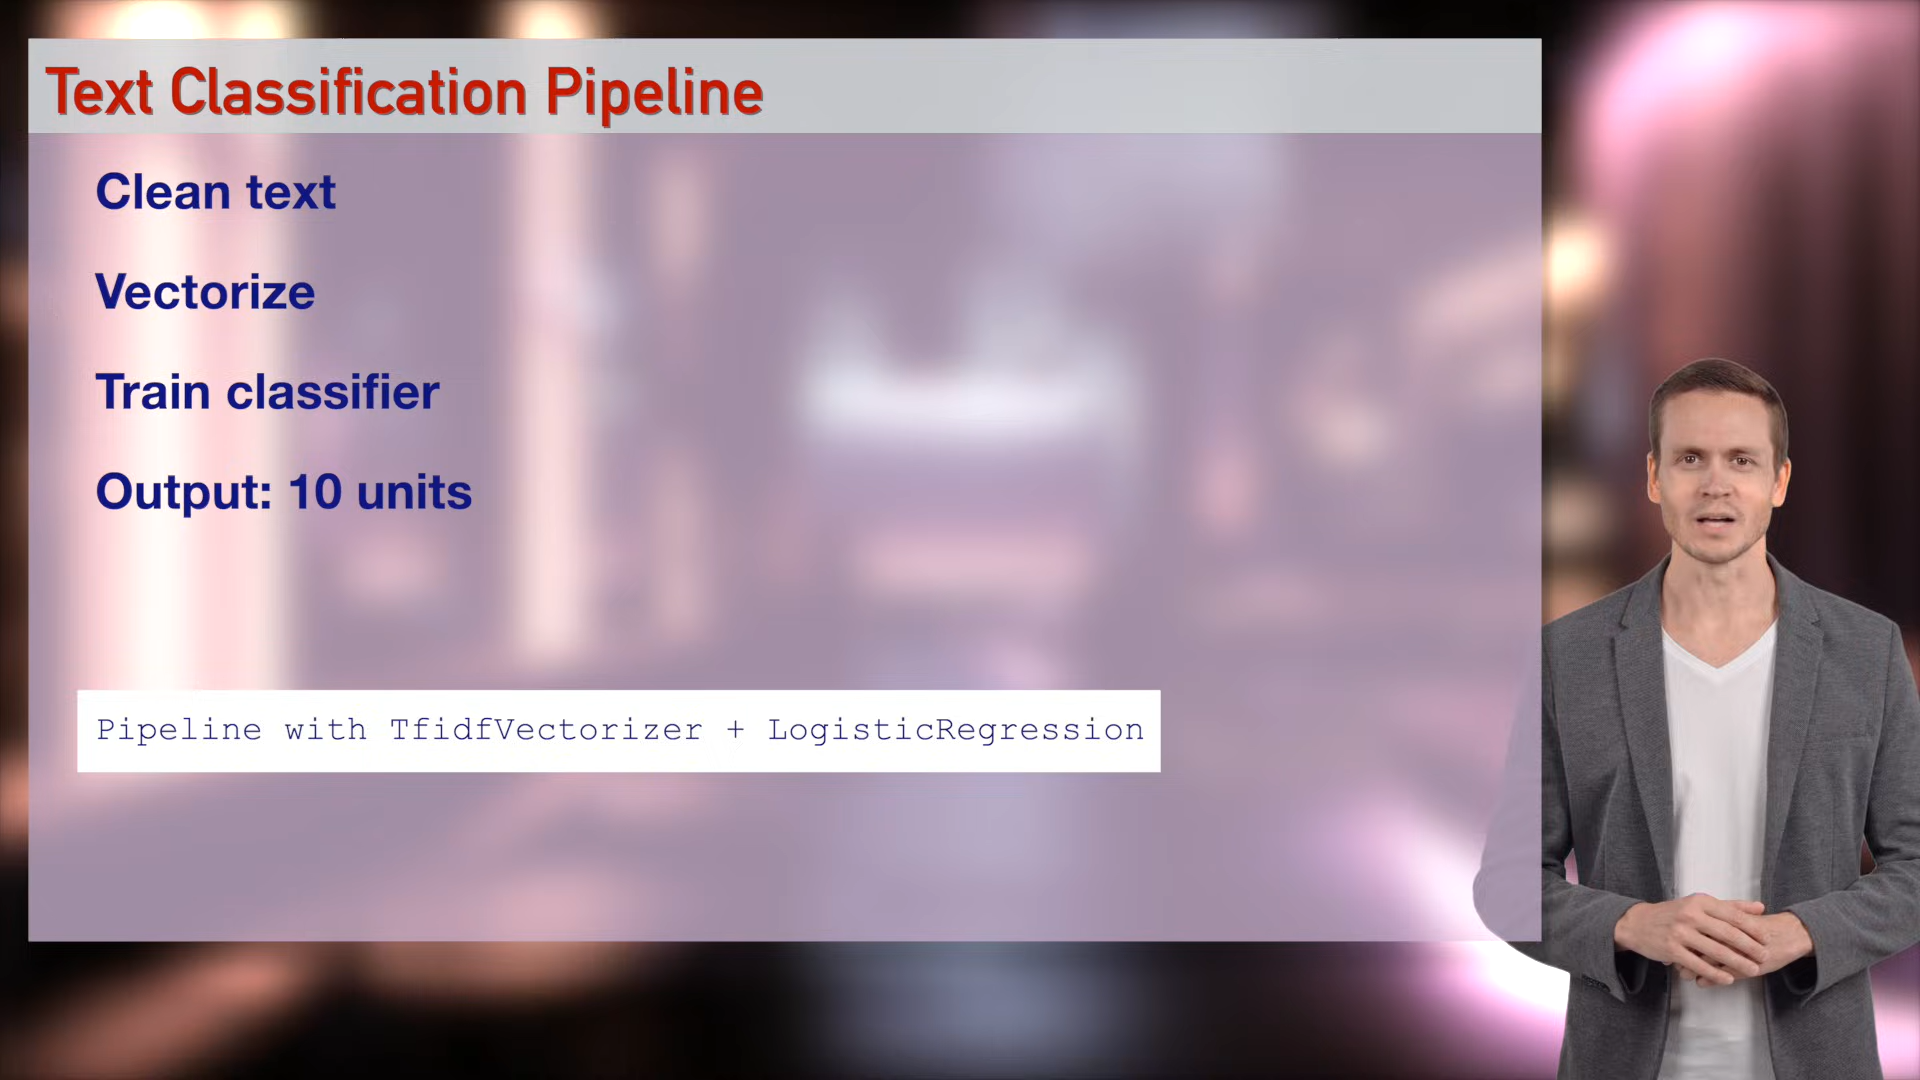 Text Classification Pipeline
Clean text
Vectorize
Train classifier
Output: 10 units
Pipeline with TfidfVectorizer + LogisticRegression